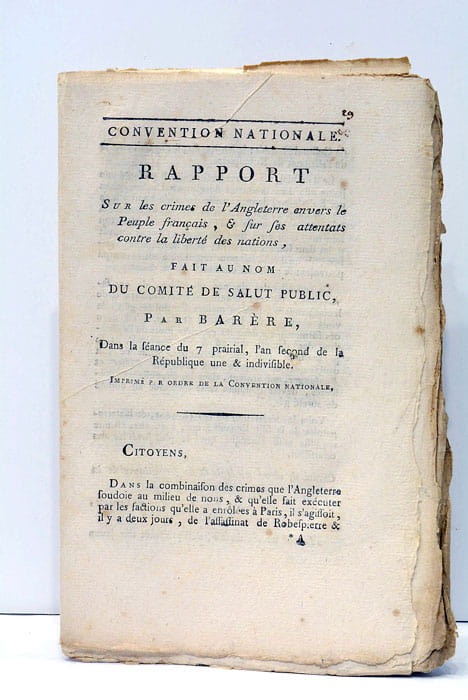 29
CONVENTION NATIONALE.
RAPPORT
SUR les crimes de l'Angleterre envers le
Peuple français, & ſur ſes attentats
contre la liberté des nations,
FAIT AU NOM
DU COMITÉ DE SALUT PUBLIC,
PAR BARÈRE,
Dans la ſéance du 7 prairial, l'an ſecond de la
République une & indiviſible.
IMPRIMÉ PAR ORDRE DE LA CONVENTION NATIONALE,
CITOYENS,
DANS la combinaiſon des crimes que l'Angleterre
ſoudoie au milieu de nous, & qu'elle fait exécuter
par les factions qu'elle a enrôlées à Paris, il s'agiſſoit,
il y a deux jours, de l'aſſaſſinat de Robeſpierre &
*A